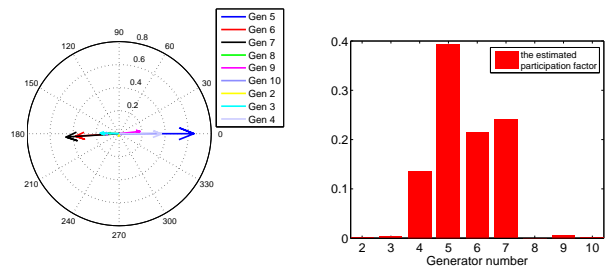 90
120
60
0.8
0.6
150
30
0.4
0.2
180
0
210
330
240
300
270
Gen 5
Gen 6
Gen 7
Gen 8
Gen 9
Gen 10
Gen 2
Gen 3
Gen 4
0.4
0.3
0.2
0.1
0
the estimated
participation factor
2 3 4 5 6 7 8 9 10
Generator number